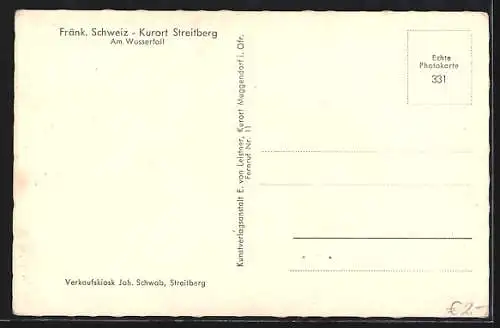 Fränk. Schweiz - Kurort Streitberg
Am Wasserfall
Echte
Photokarte
331
Kunstverlagsanstalt E. von Leistner, Kurort Muggendorf i. Ofr.
Fernruf Nr. 11
Verkaufskiosk Joh. Schwab, Streitberg
€ 2.-